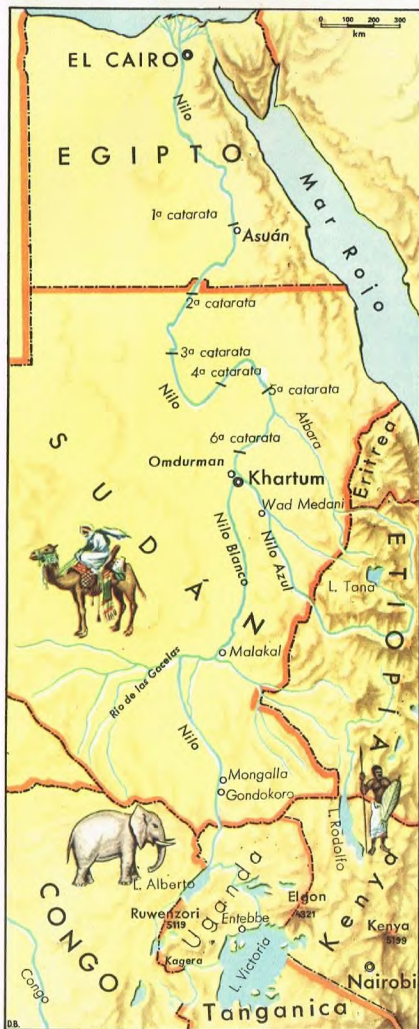 0 100 200 300
km
EL CAIRO
Nilo
EGIPTO
Mar Rojo
1ª catarata
Asuán
2ª catarata
3ª catarata
4ª catarata
5ª catarata
Nilo
Atbara
6ª catarata
Omdurman
Khartum
Eritrea
Wad Medani
SUDÁN
Nilo Blanco
Nilo Azul
ETIOPÍA
L. Tana
Malakal
Río de las Gacelas
Nilo
Mongalla
Gondokoro
L. Rodolfo
CONGO
L. Alberto
Uganda
Kenya
Ruwenzori
5119
Entebbe
Elgon
4321
Kenya
5199
Kagera
L. Victoria
Nairobi
Congo
Tanganica
D.B.